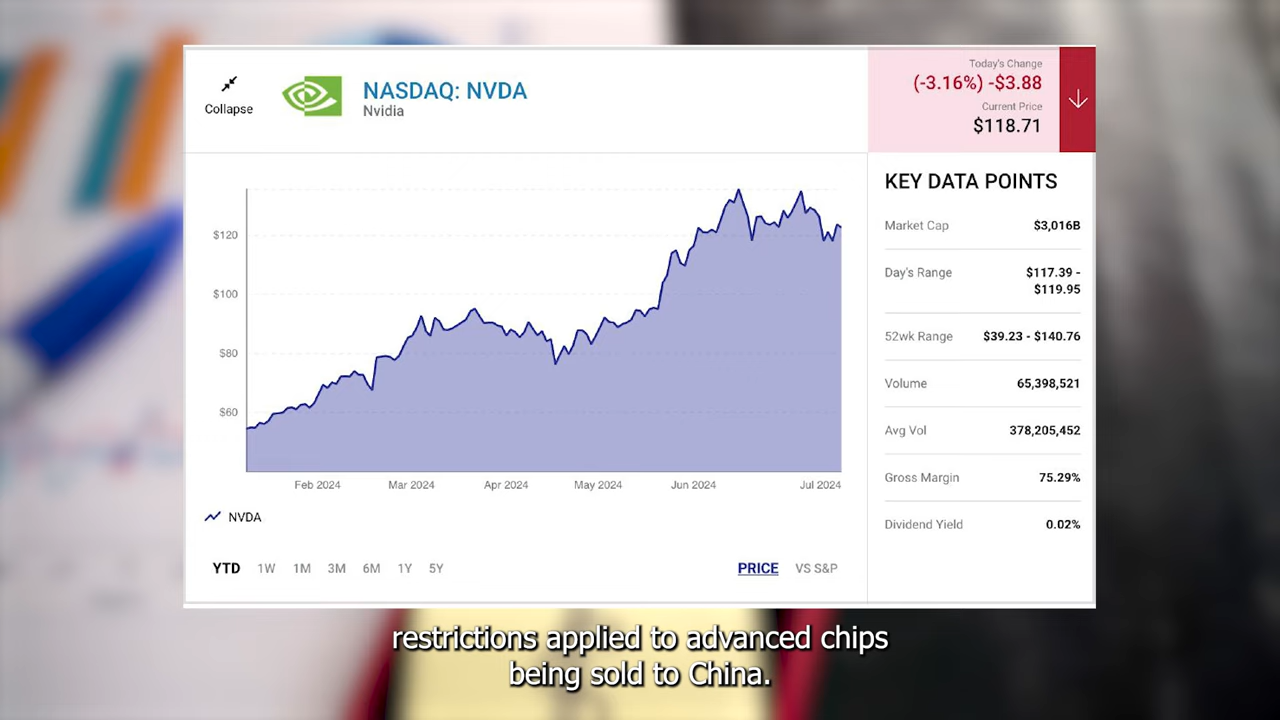 Collapse
NASDAQ: NVDA
Nvidia
Today's Change
(-3.16%) -$3.88
Current Price
$118.71
$120
$100
$80
$60
Feb 2024
Mar 2024
Apr 2024
May 2024
Jun 2024
Jul 2024
NVDA
YTD 1W 1M 3M 6M 1Y 5Y
PRICE VS S&P
KEY DATA POINTS
Market Cap $3,016B
Day's Range $117.39 -
$119.95
52wk Range $39.23 - $140.76
Volume 65,398,521
Avg Vol 378,205,452
Gross Margin 75.29%
Dividend Yield 0.02%
restrictions applied to advanced chips
being sold to China.